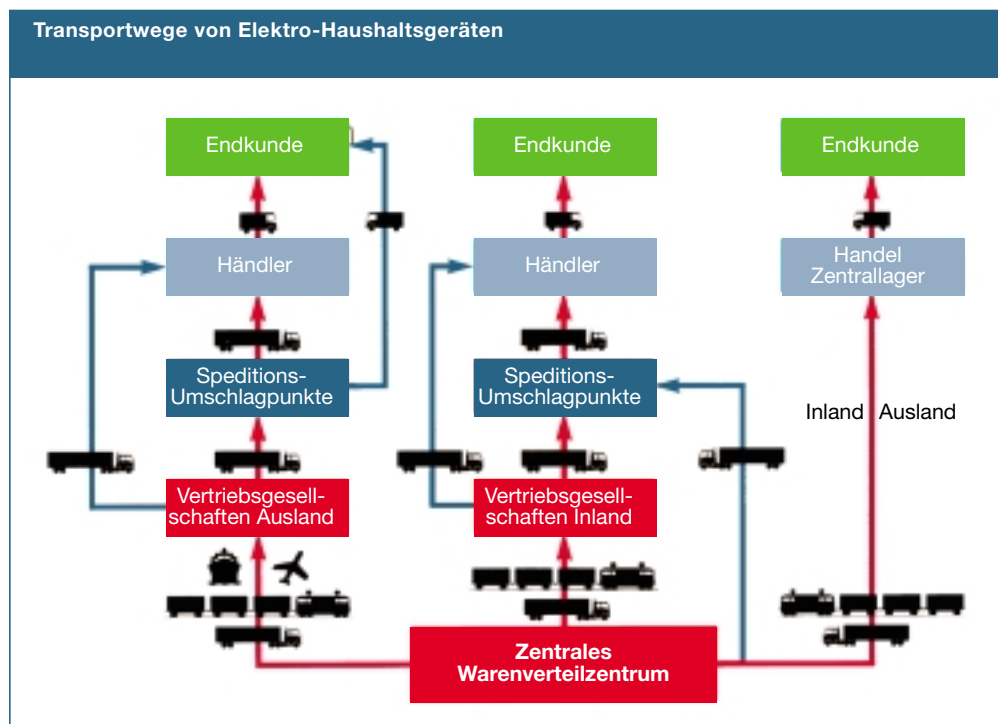 Transportwege von Elektro-Haushaltsgeräten
Endkunde
Endkunde
Endkunde
Händler
Händler
Handel
Zentrallager
Speditions-
Umschlagpunkte
Speditions-
Umschlagpunkte
Inland
Ausland
Vertriebsgesell-
schaften Ausland
Vertriebsgesell-
schaften Inland
Zentrales
Warenverteilzentrum